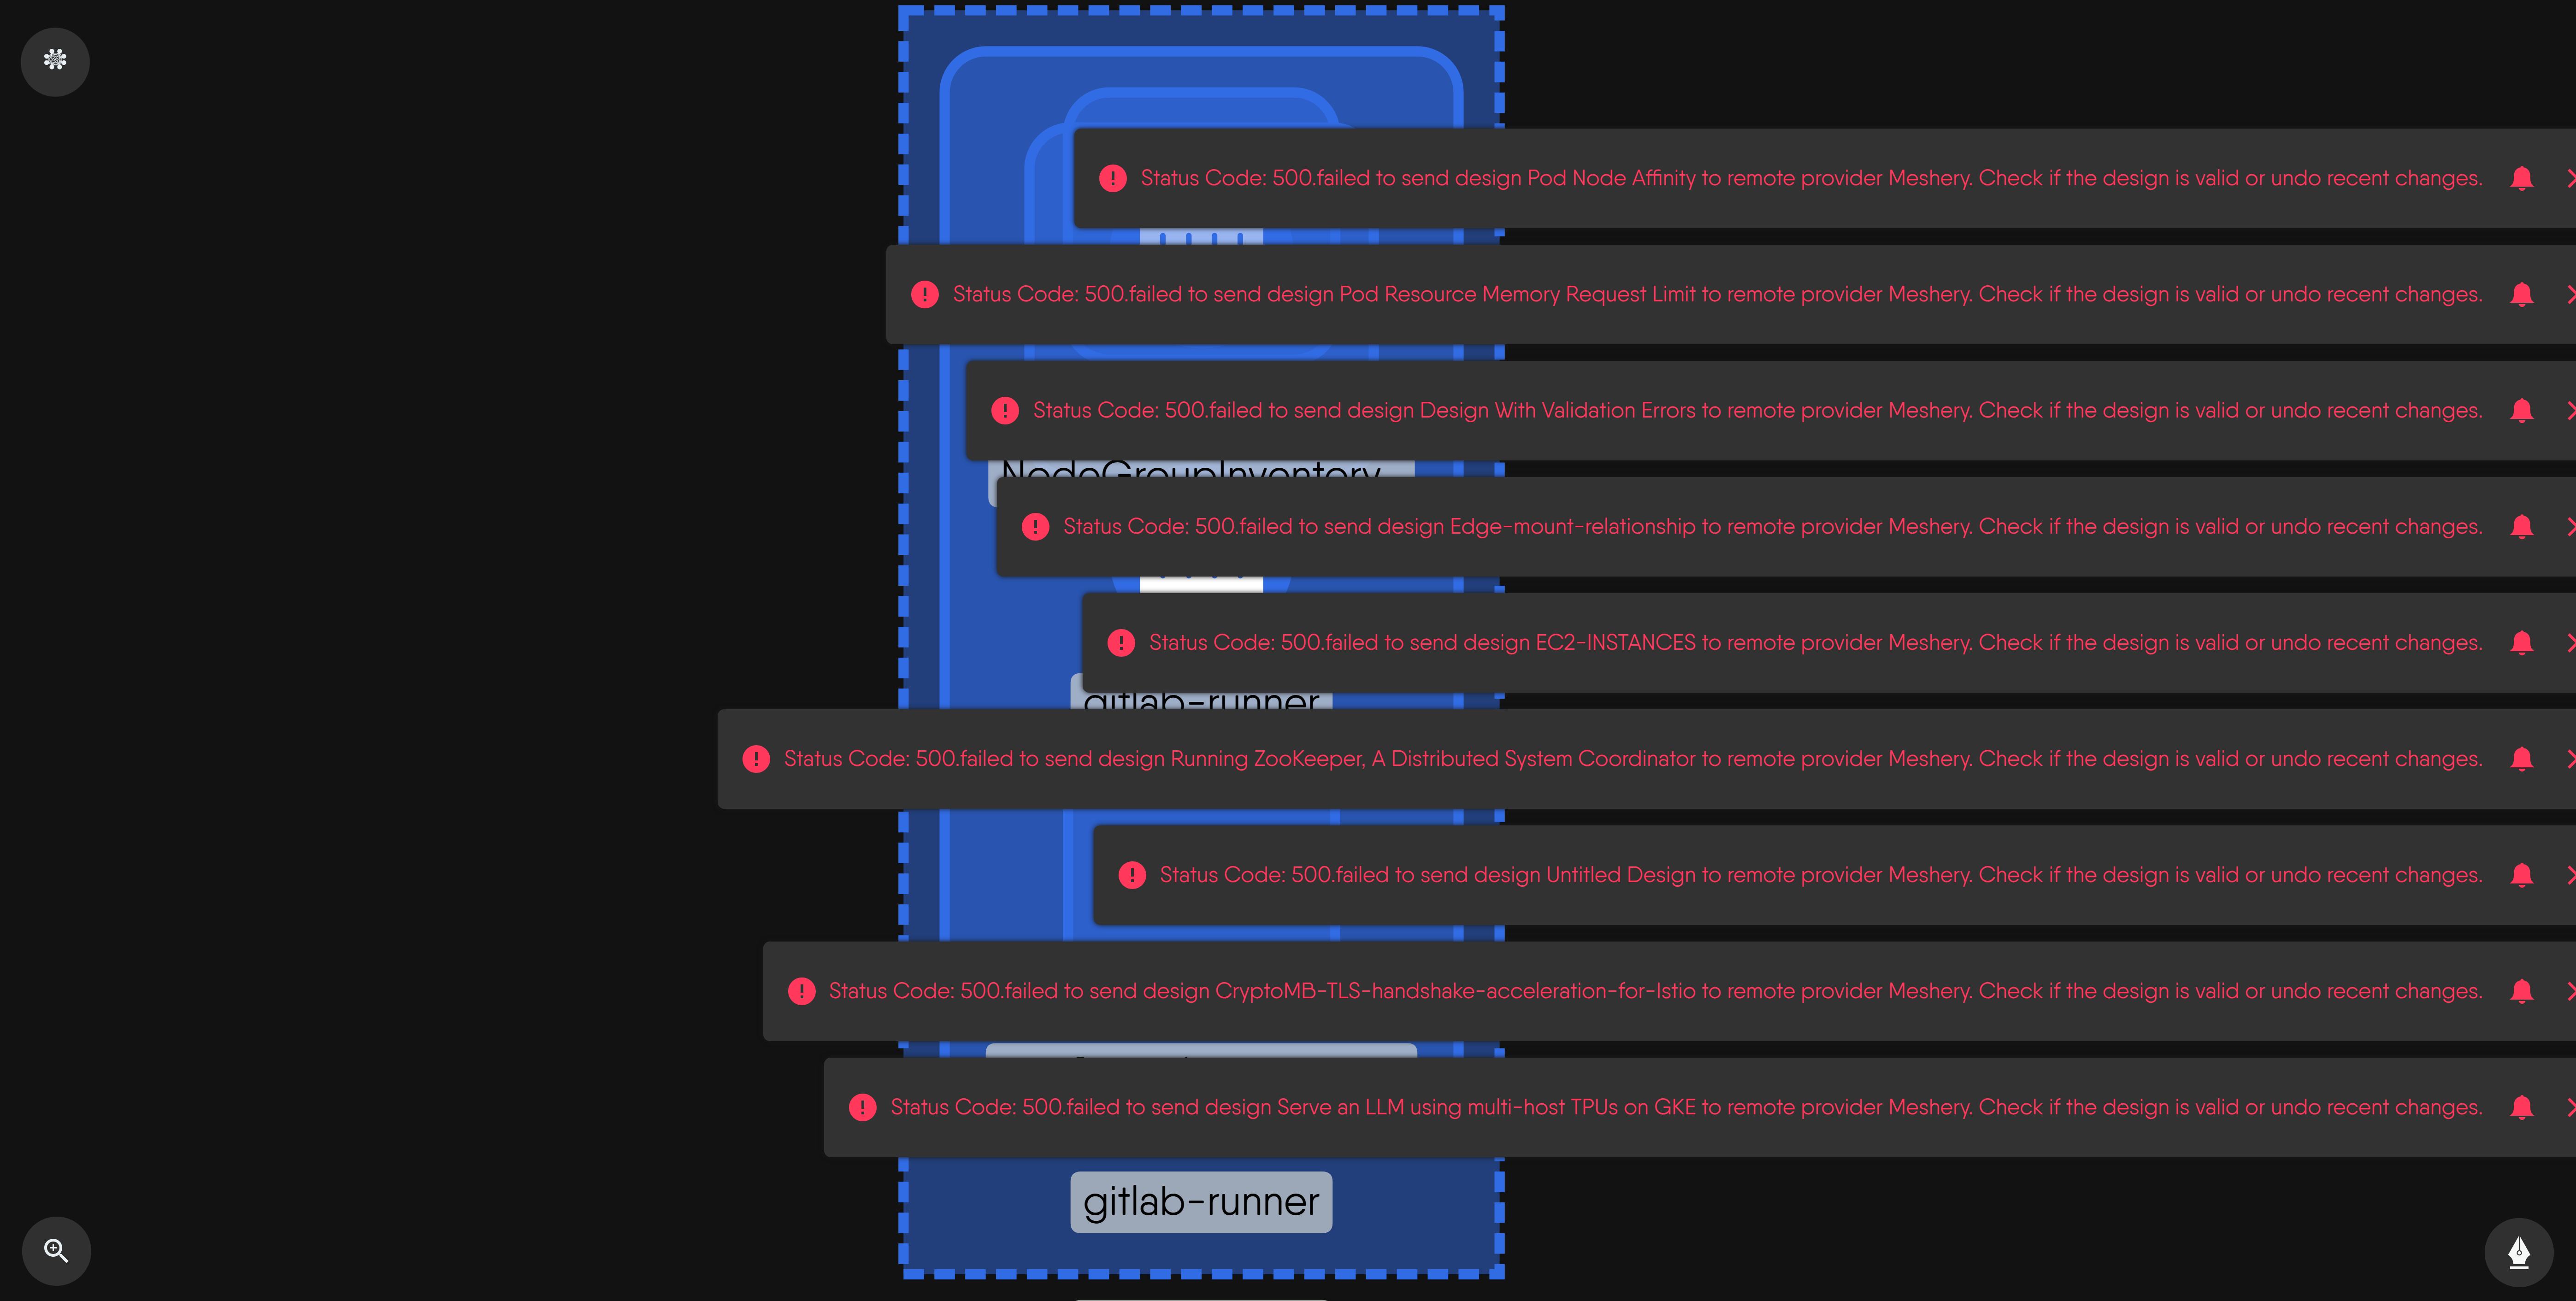 Status Code: 500.failed to send design Pod Node Affinity to remote provider Meshery. Check if the design is valid or undo recent changes.
Status Code: 500.failed to send design Pod Resource Memory Request Limit to remote provider Meshery. Check if the design is valid or undo recent changes.
Status Code: 500.failed to send design Design With Validation Errors to remote provider Meshery. Check if the design is valid or undo recent changes.
NodeGroupInventory
Status Code: 500.failed to send design Edge-mount-relationship to remote provider Meshery. Check if the design is valid or undo recent changes.
Status Code: 500.failed to send design EC2-INSTANCES to remote provider Meshery. Check if the design is valid or undo recent changes.
gitlab-runner
Status Code: 500.failed to send design Running ZooKeeper, A Distributed System Coordinator to remote provider Meshery. Check if the design is valid or undo recent changes.
Status Code: 500.failed to send design Untitled Design to remote provider Meshery. Check if the design is valid or undo recent changes.
Status Code: 500.failed to send design CryptoMB-TLS-handshake-acceleration-for-Istio to remote provider Meshery. Check if the design is valid or undo recent changes.
Status Code: 500.failed to send design Serve an LLM using multi-host TPUs on GKE to remote provider Meshery. Check if the design is valid or undo recent changes.
gitlab-runner